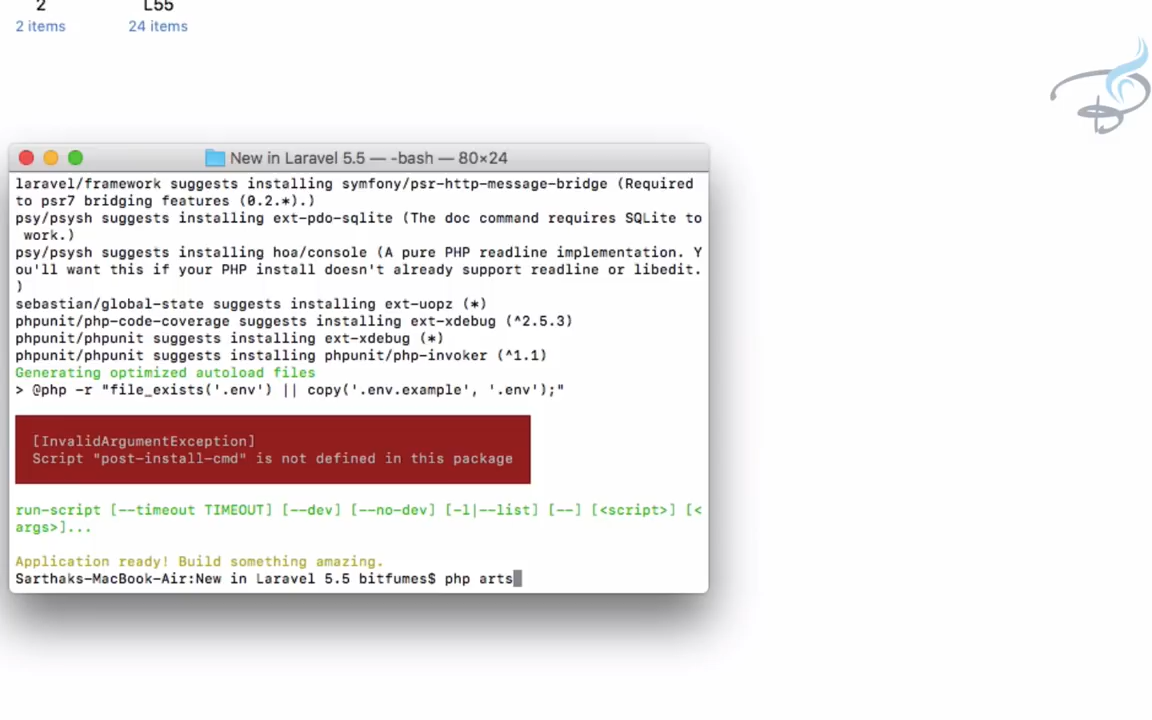 2
L55
2 items
24 items
New in Laravel 5.5 — -bash — 80×24
laravel/framework suggests installing symfony/psr-http-message-bridge (Required
to psr7 bridging features (0.2.*).)
psy/psysh suggests installing ext-pdo-sqlite (The doc command requires SQLite to
 work.)
psy/psysh suggests installing hoa/console (A pure PHP readline implementation. Y
ou'll want this if your PHP install doesn't already support readline or libedit.
)
sebastian/global-state suggests installing ext-uopz (*)
phpunit/php-code-coverage suggests installing ext-xdebug (^2.5.3)
phpunit/phpunit suggests installing ext-xdebug (*)
phpunit/phpunit suggests installing phpunit/php-invoker (^1.1)
Generating optimized autoload files
> @php -r "file_exists('.env') || copy('.env.example', '.env');"
[InvalidArgumentException]
Script "post-install-cmd" is not defined in this package
run-script [--timeout TIMEOUT] [--dev] [--no-dev] [-l|--list] [--] [<script>] [<
args>]...
Application ready! Build something amazing.
Sarthaks-MacBook-Air:New in Laravel 5.5 bitfumes$ php arts